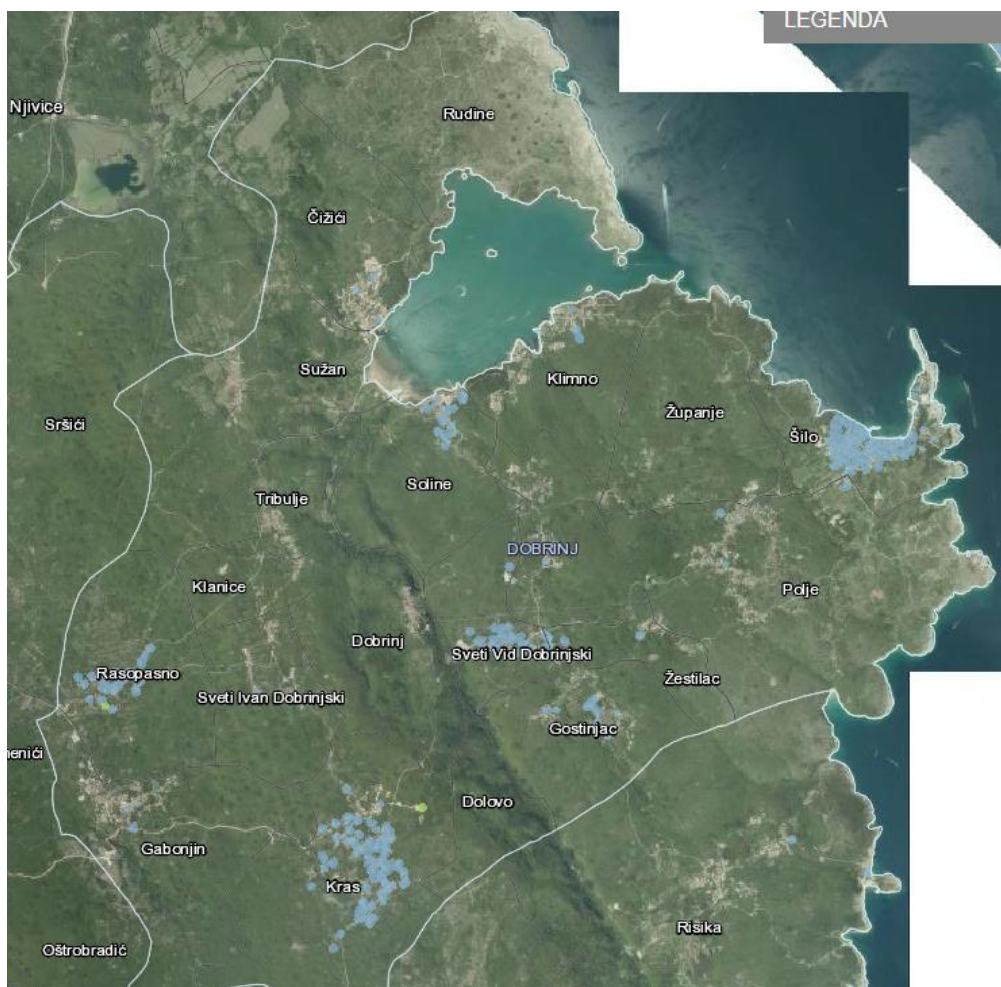 LEGENDA
Njivice
Rudine
Čižići
Sužan
Klimno
Županje
Sršići
Šilo
Soline
Tribulje
DOBRINJ
Klanice
Polje
Dobrinj
Sveti Vid Dobrinjski
Rasopasno
Žestilac
Sveti Ivan Dobrinjski
Gostinjac
nenići
Dolovo
Gabonjin
Kras
Risika
Oštrobradić